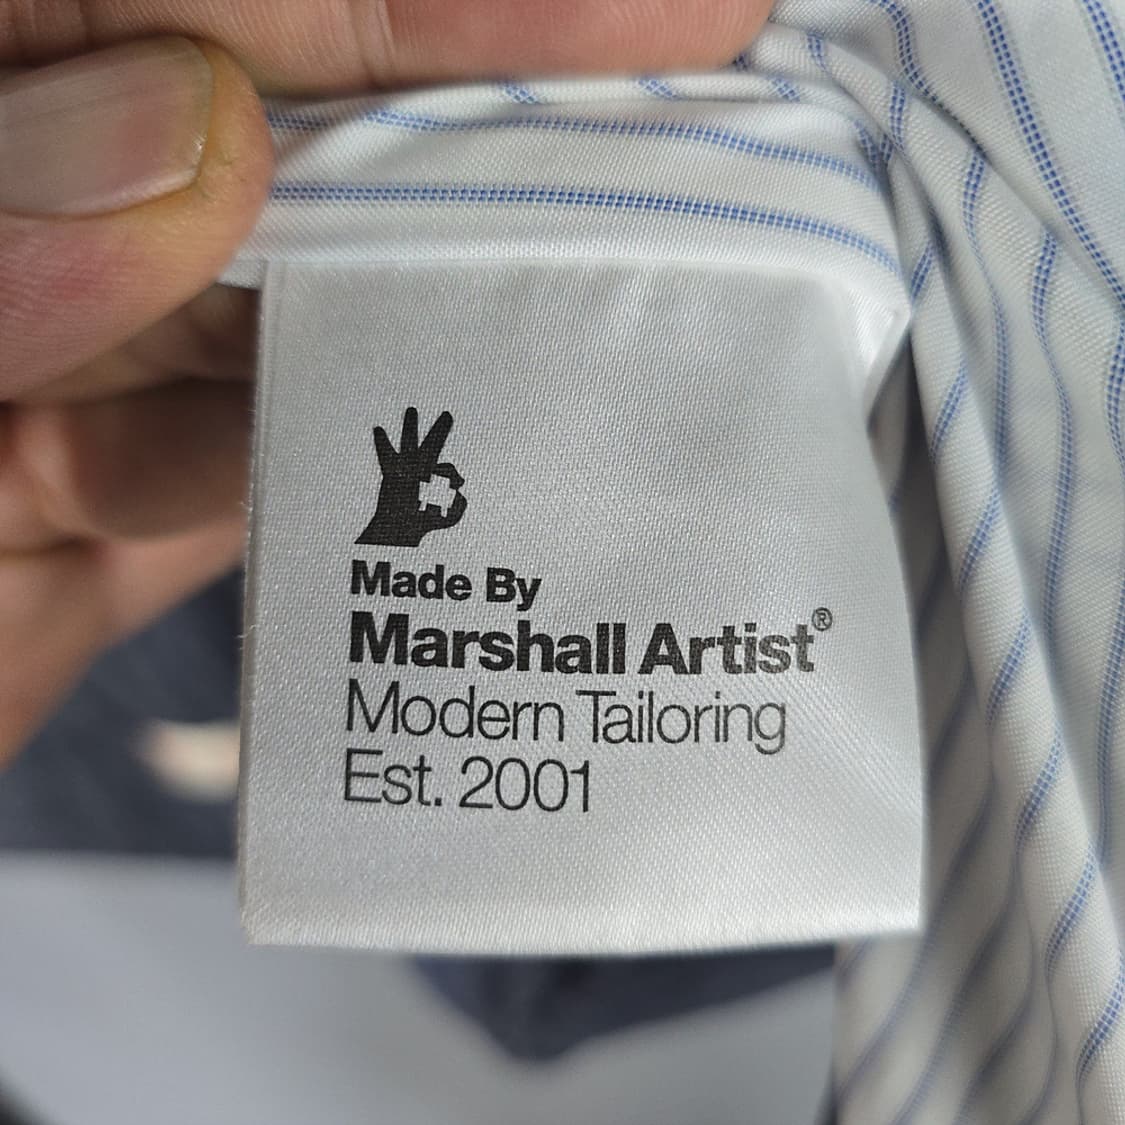 Made By
Marshall Artist®
Modern Tailoring
Est. 2001